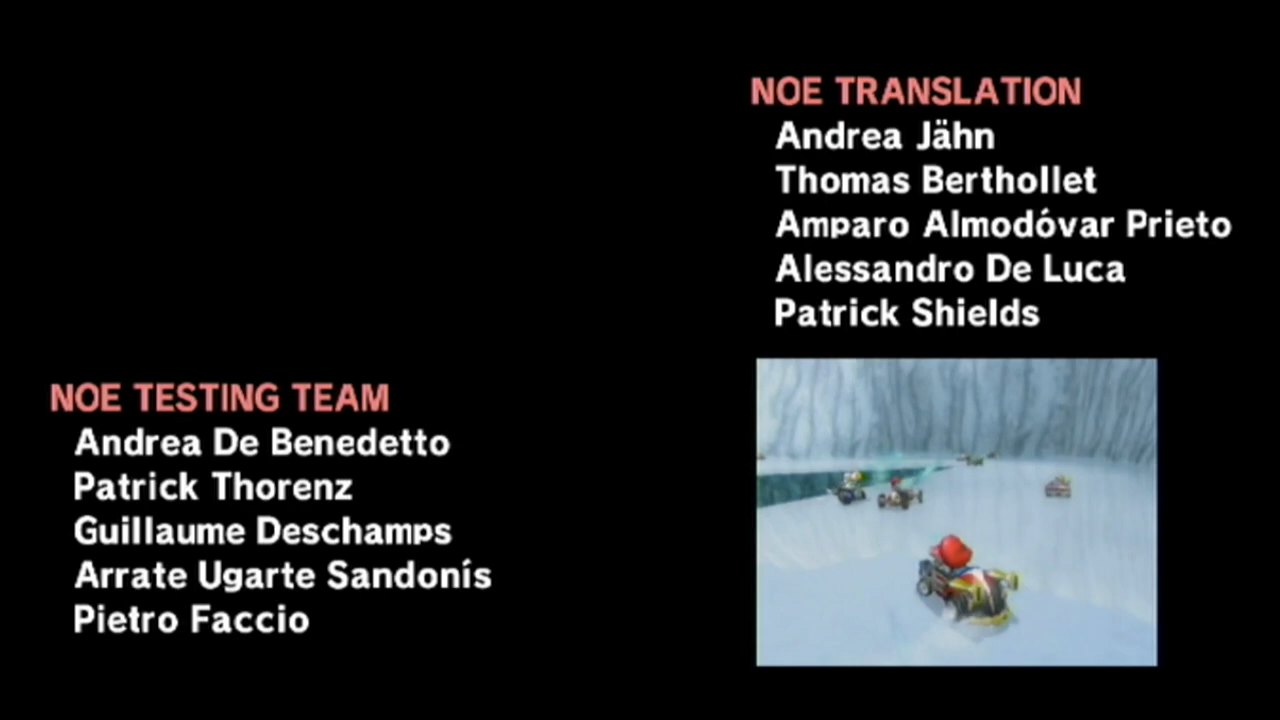 NOE TRANSLATION
Andrea Jähn
Thomas Berthollet
Amparo Almodóvar Prieto
Alessandro De Luca
Patrick Shields
NOE TESTING TEAM
Andrea De Benedetto
Patrick Thorenz
Guillaume Deschamps
Arrate Ugarte Sandonís
Pietro Faccio